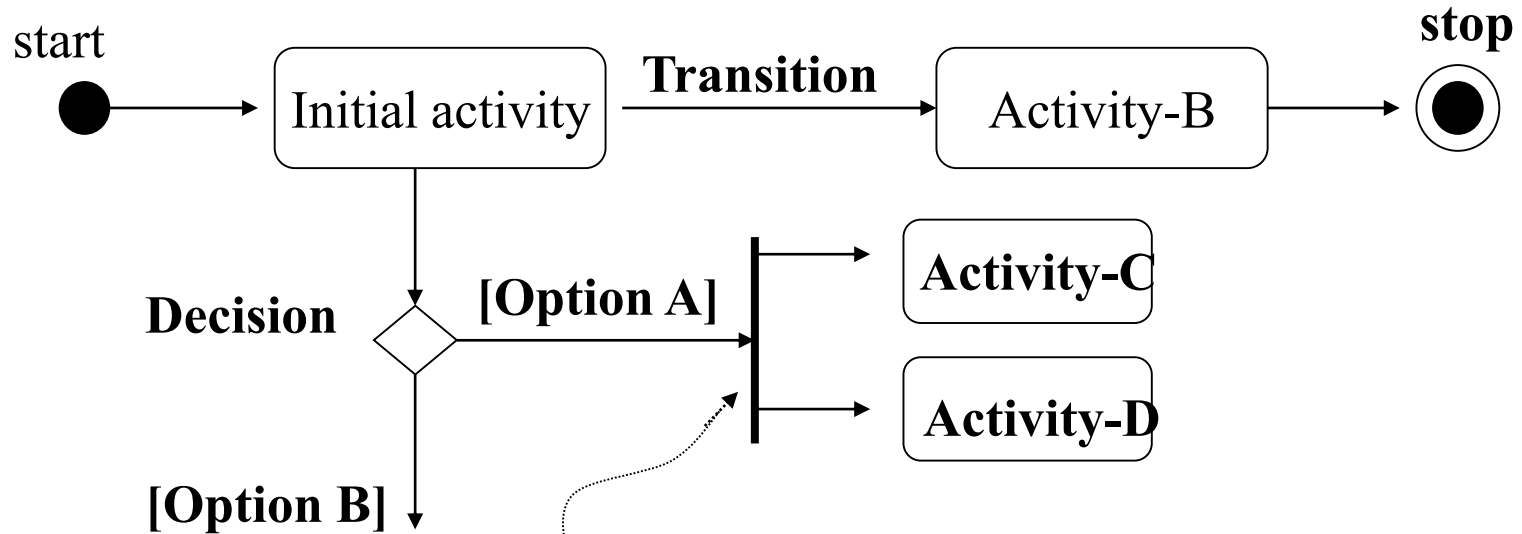 start
stop
Initial activity
Transition
Activity-B
Decision
[Option A]
Activity-C
Activity-D
[Option B]